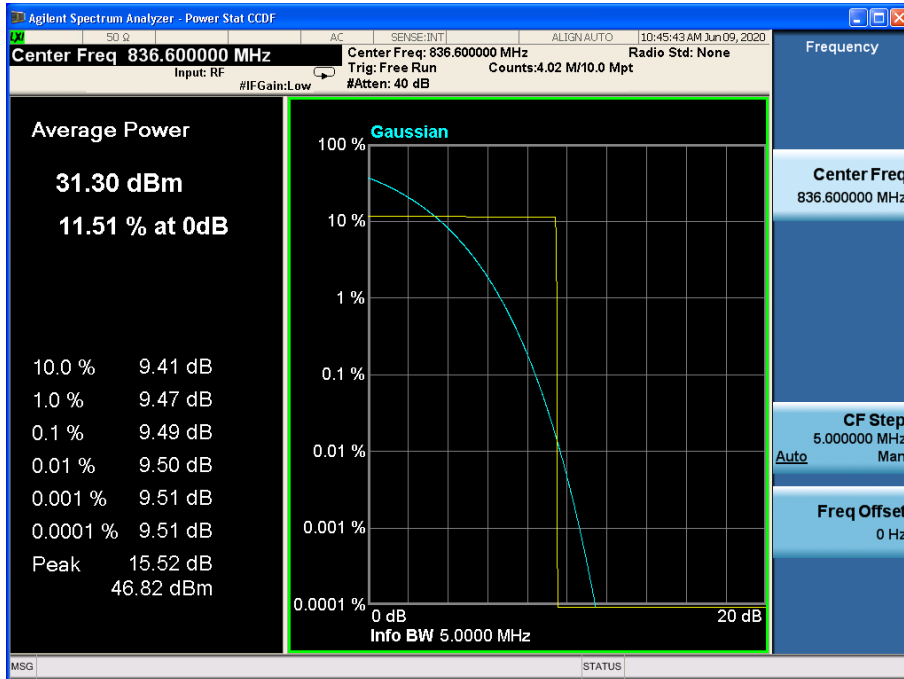 Agilent Spectrum Analyzer - Power Stat CCDF
LXI 50 Ω AC SENSE:INT ALIGN AUTO 10:45:43 AM Jun 09, 2020
Center Freq 836.600000 MHz
Input: RF
#IFGain:Low
Center Freq: 836.600000 MHz Radio Std: None
Trig: Free Run Counts:4.02 M/10.0 Mpt
#Atten: 40 dB
Average Power
31.30 dBm
11.51 % at 0dB
10.0 % 9.41 dB
1.0 % 9.47 dB
0.1 % 9.49 dB
0.01 % 9.50 dB
0.001 % 9.51 dB
0.0001 % 9.51 dB
Peak 15.52 dB
46.82 dBm
Gaussian
100 %
10 %
1 %
0.1 %
0.01 %
0.001 %
0.0001 %
0 dB 20 dB
Info BW 5.0000 MHz
Frequency
Center Freq
836.600000 MHz
CF Step
5.000000 MHz
Auto Man
Freq Offset
0 Hz
MSG STATUS